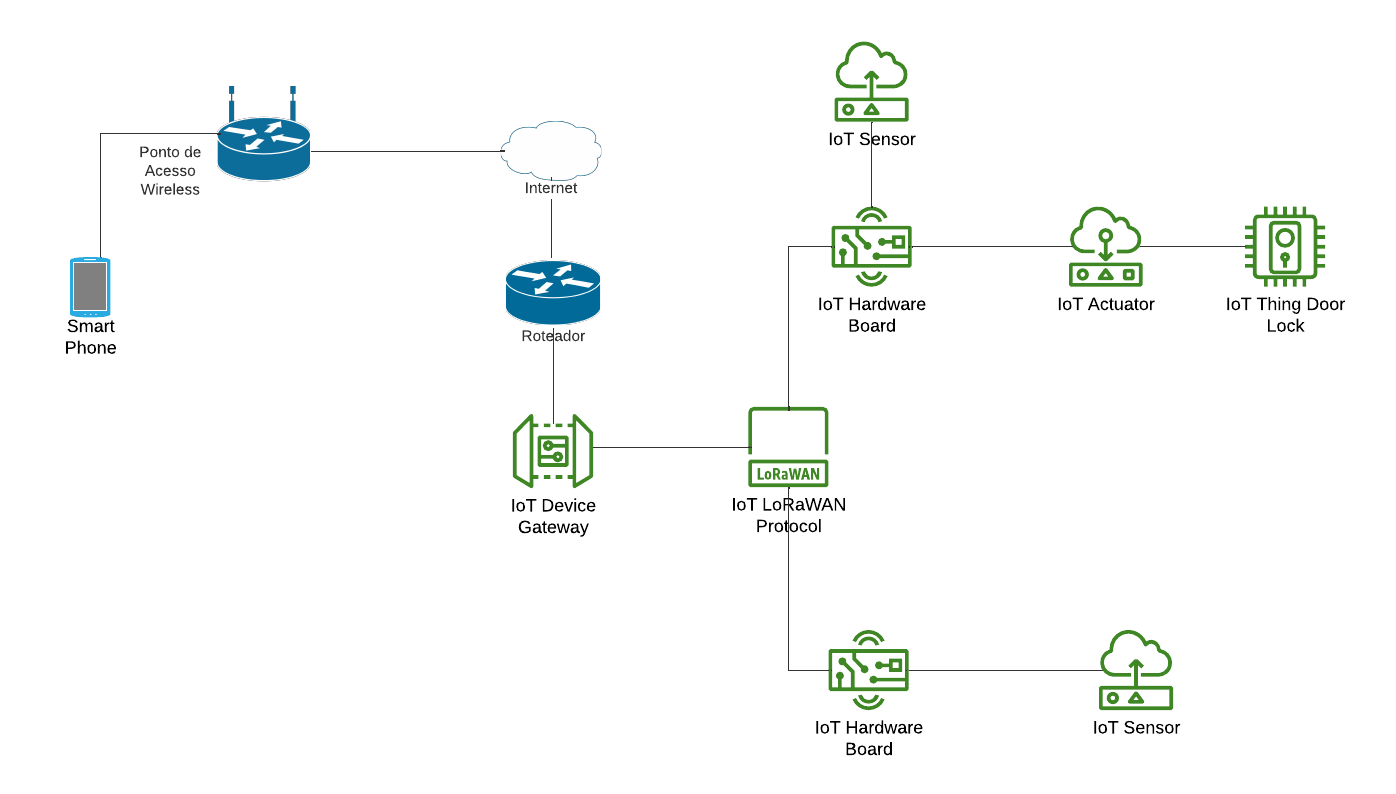 IoT Sensor
Ponto de
Acesso
Wireless
Internet
IoT Hardware
Board
IoT Actuator
IoT Thing Door
Lock
Smart
Phone
Roteador
LoRaWAN
IoT Device
Gateway
IoT LoRaWAN
Protocol
IoT Hardware
Board
IoT Sensor